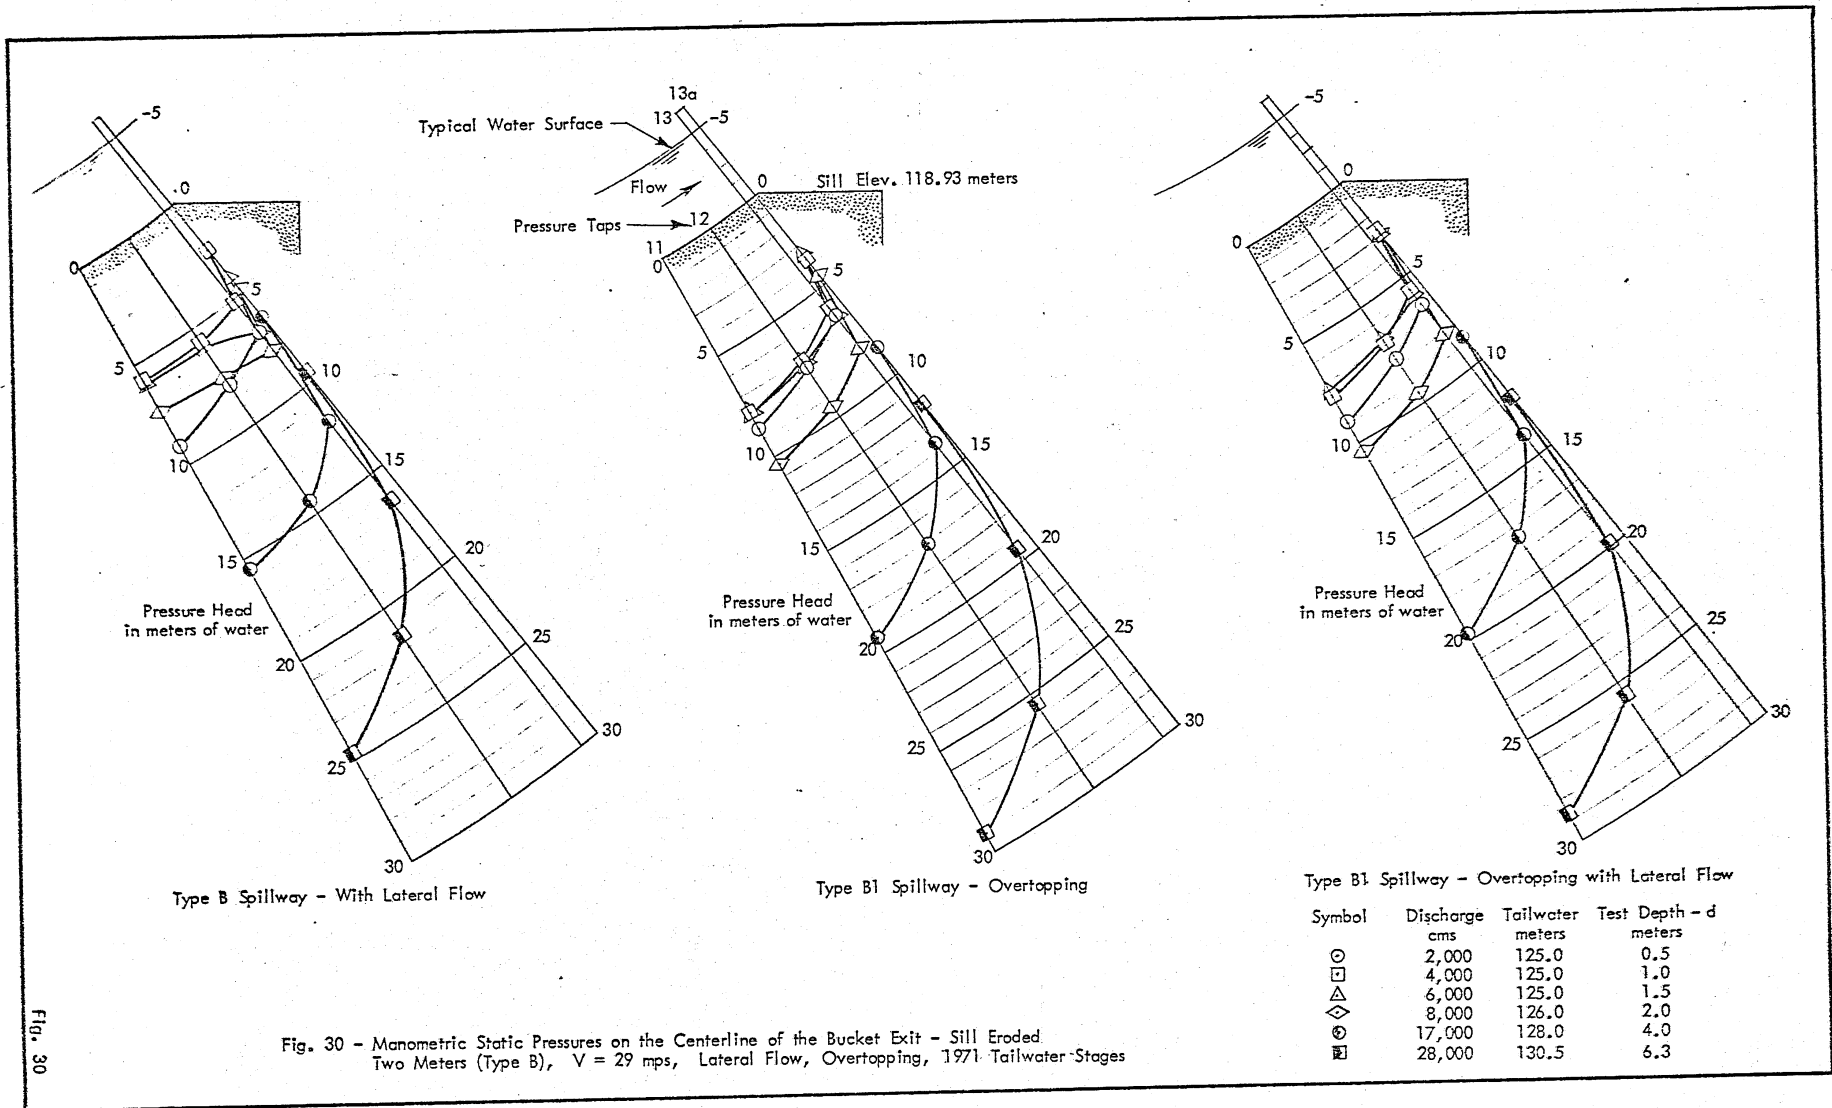 -5
.0
0
5
5
10
10
15
15
20
20
25
25
30
30
Pressure Head
in meters of water
Type B Spillway - With Lateral Flow
13a
13
-5
Typical Water Surface
Flow
0
Sill Elev. 118.93 meters
Pressure Taps
12
11
0
5
5
10
10
15
15
20
20
25
25
30
30
Pressure Head
in meters of water
Type B1 Spillway - Overtopping
-5
0
0
5
5
10
10
15
15
20
20
25
25
30
30
Pressure Head
in meters of water
Type B1 Spillway - Overtopping with Lateral Flow
Symbol Discharge Tailwater Test Depth - d
cms meters meters
2,000 125.0 0.5
4,000 125.0 1.0
6,000 125.0 1.5
8,000 126.0 2.0
17,000 128.0 4.0
28,000 130.5 6.3
Fig. 30 - Manometric Static Pressures on the Centerline of the Bucket Exit - Sill Eroded
Two Meters (Type B), V = 29 mps, Lateral Flow, Overtopping, 1971 Tailwater Stages
Fig. 30